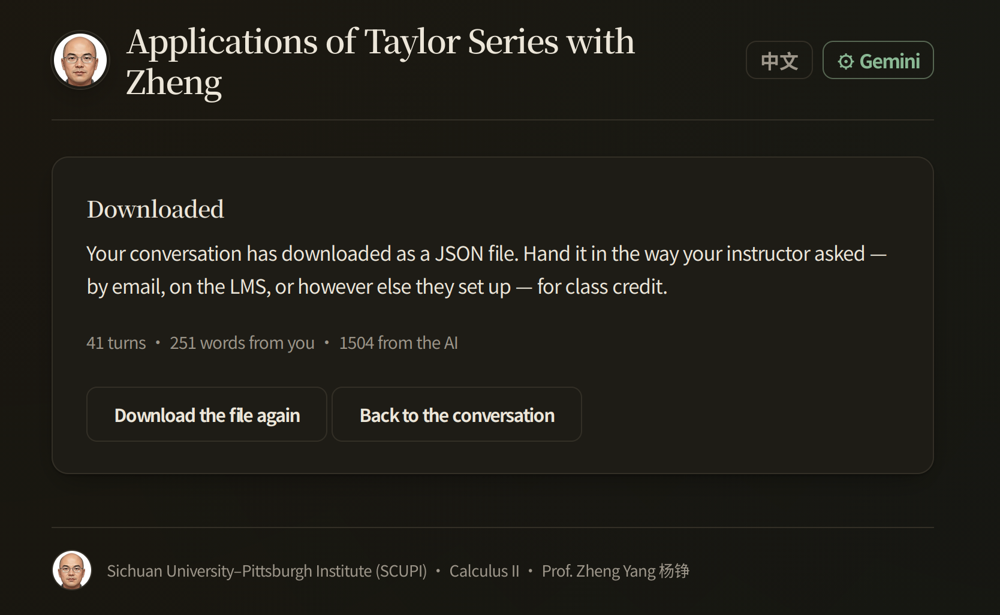 Applications of Taylor Series with
Zheng
中文
Gemini
Downloaded
Your conversation has downloaded as a JSON file. Hand it in the way your instructor asked —
by email, on the LMS, or however else they set up — for class credit.
41 turns • 251 words from you • 1504 from the AI
Download the file again
Back to the conversation
Sichuan University–Pittsburgh Institute (SCUPI) • Calculus II • Prof. Zheng Yang 杨铮